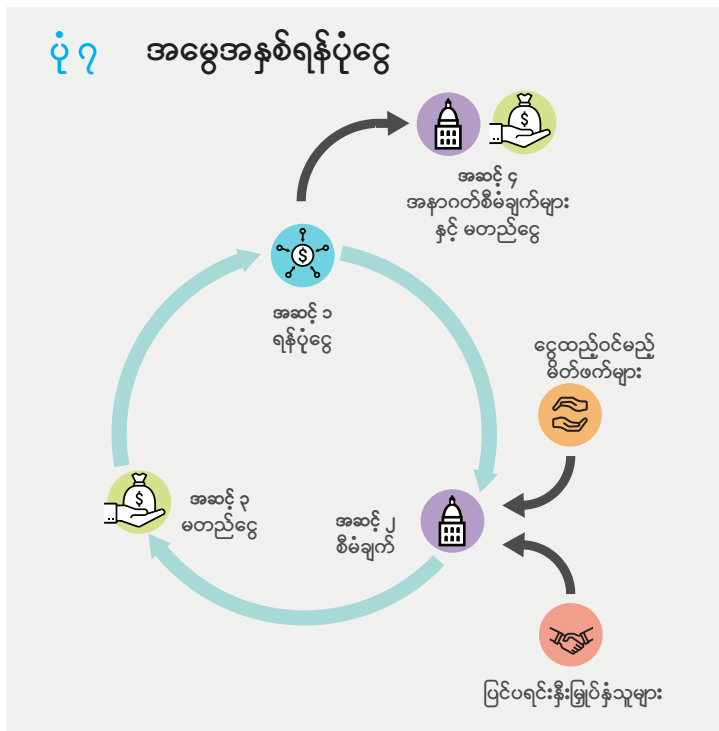 ပုံ ၇ အမွေအနှစ်ရန်ပုံငွေ
အဆင့် ၄
အနာဂတ်စီမံချက်များ
နှင့် မတည်ငွေ
အဆင့် ၁
ရန်ပုံငွေ
ငွေထည့်ဝင်မည့်
မိတ်ဖက်များ
အဆင့် ၃
မတည်ငွေ
အဆင့် ၂
စီမံချက်
ပြင်ပရင်းနှီးမြှုပ်နှံသူများ